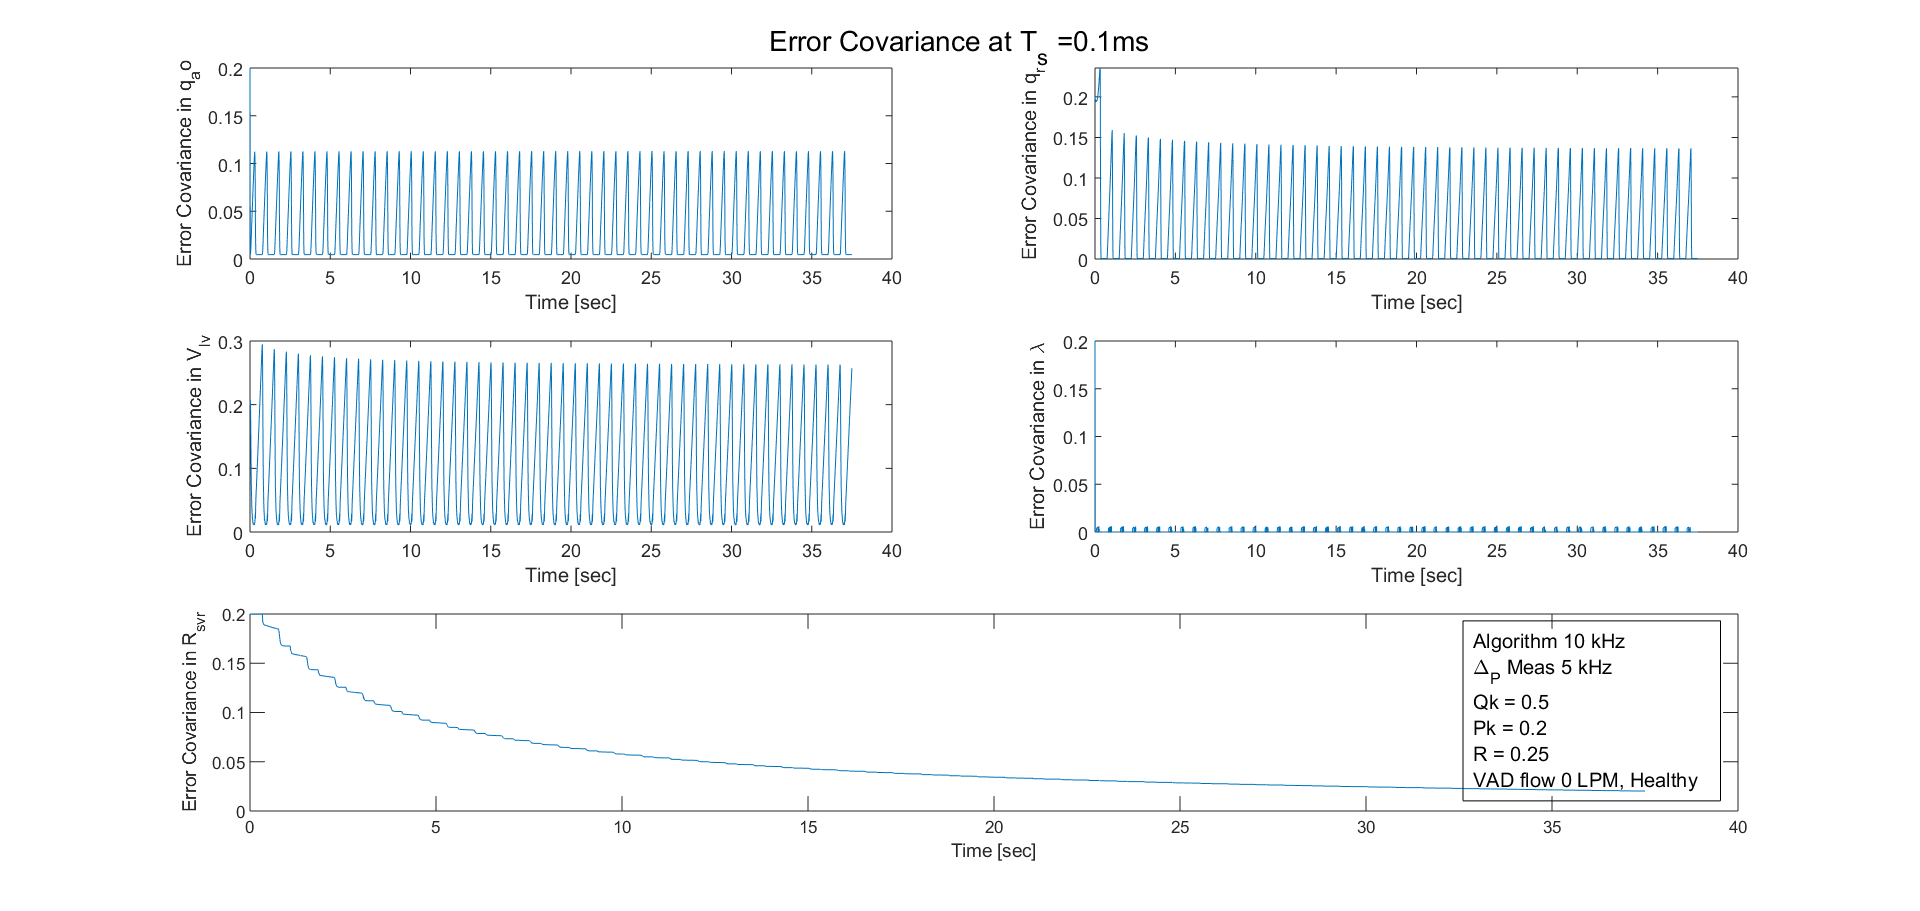 Error Covariance at Ts =0.1ms
Error Covariance in qao
0.2
0.15
0.1
0.05
0
0 5 10 15 20 25 30 35 40
Time [sec]
Error Covariance in qrs
0.2
0.15
0.1
0.05
0
0 5 10 15 20 25 30 35 40
Time [sec]
Error Covariance in Vlv
0.3
0.2
0.1
0
0 5 10 15 20 25 30 35 40
Time [sec]
Error Covariance in λ
0.2
0.15
0.1
0.05
0
0 5 10 15 20 25 30 35 40
Time [sec]
Error Covariance in Rsvr
0.2
0.15
0.1
0.05
0
0 5 10 15 20 25 30 35 40
Time [sec]
Algorithm 10 kHz
ΔP Meas 5 kHz
Qk = 0.5
Pk = 0.2
R = 0.25
VAD flow 0 LPM, Healthy